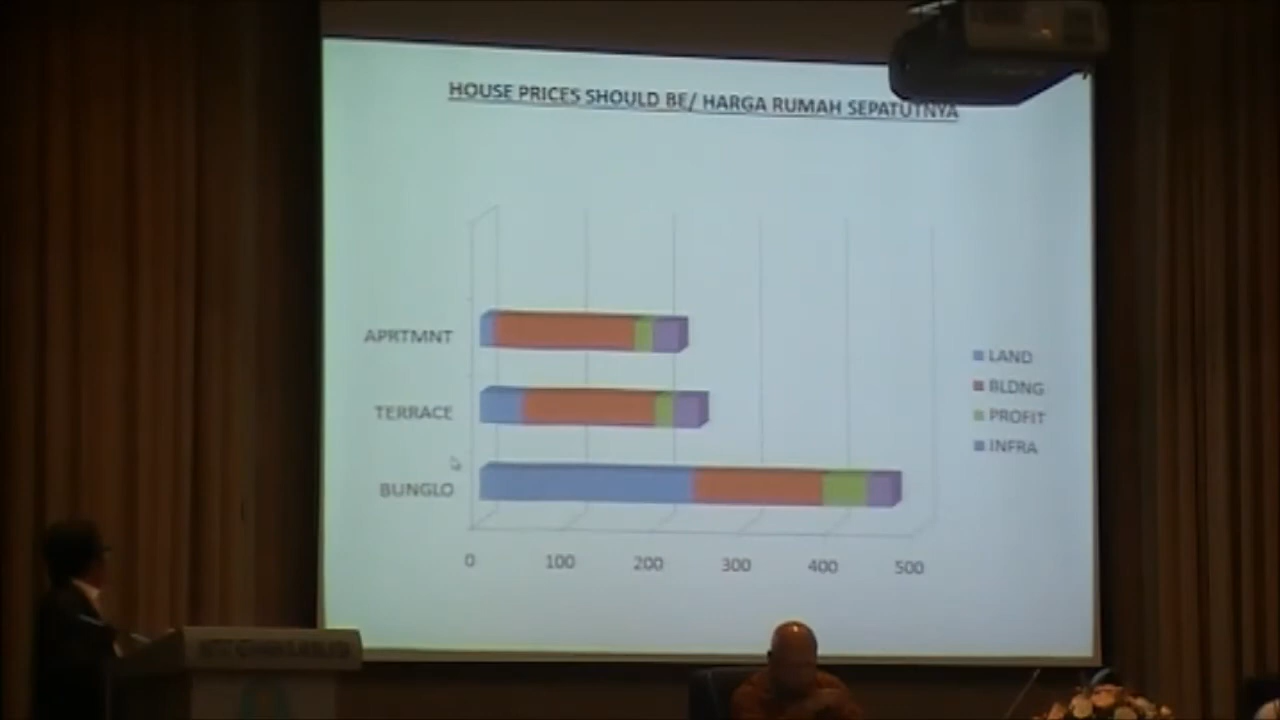 HOUSE PRICES SHOULD BE/ HARGA RUMAH SEPATUTNYA
APRTMNT
TERRACE
BUNGLO
0 100 200 300 400 500
LAND
BLDNG
PROFIT
INFRA